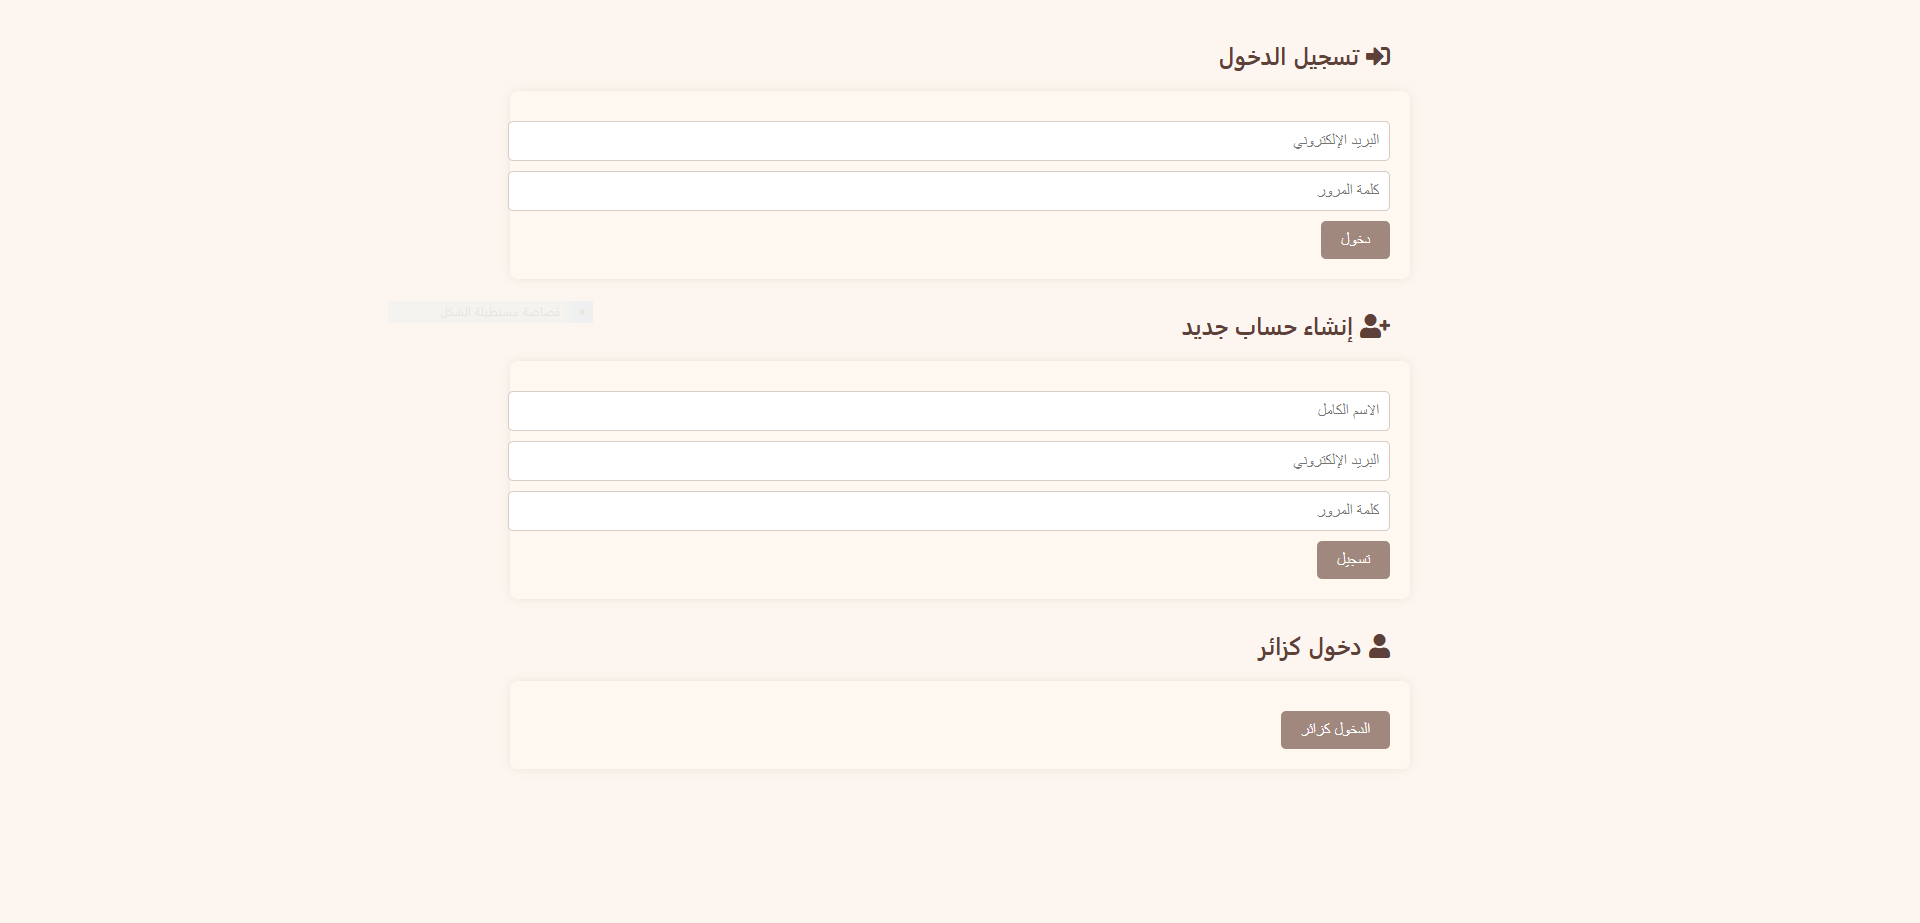 تسجيل الدخول
البريد الإلكتروني
كلمة المرور
دخول
قصاصة مستطيلة الشكل
إنشاء حساب جديد
الاسم الكامل
البريد الإلكتروني
كلمة المرور
تسجيل
دخول كزائر
الدخول كزائر